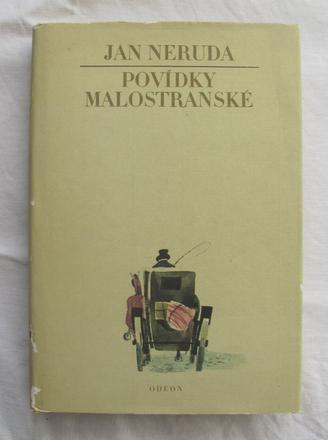 JAN NERUDA
POVÍDKY
MALOSTRANSKÉ
ODEON